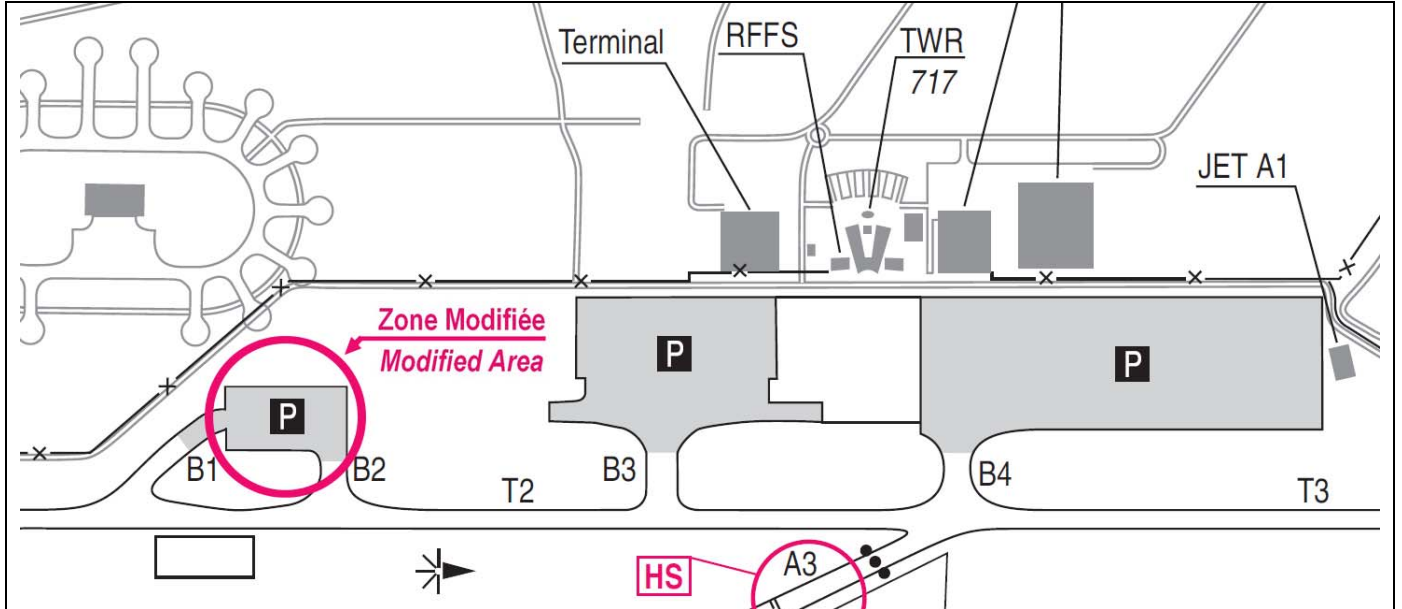 Terminal
RFFS
TWR
717
JET A1
Zone Modifiée
Modified Area
P
P
P
B1
B2
T2
B3
B4
T3
HS
A3